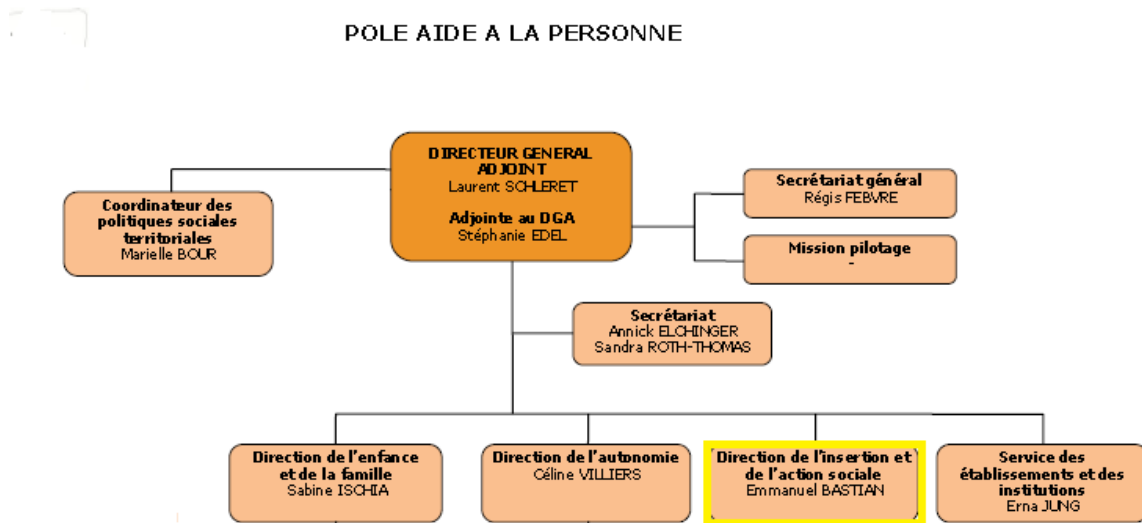 POLE AIDE A LA PERSONNE
DIRECTEUR GENERAL
ADJOINT
Laurent SCHLERET
Adjointe au DGA
Stéphanie EDEL
Coordinateur des
politiques sociales
territoriales
Marielle BOUR
Secrétariat général
Régis FEBVRE
Mission pilotage
-
Secrétariat
Annick ELCHINGER
Sandra ROTH-THOMAS
Direction de l'enfance
et de la famille
Sabine ISCHIA
Direction de l'autonomie
Céline VILLIERS
Direction de l'insertion et
de l'action sociale
Emmanuel BASTIAN
Service des
établissements et des
institutions
Erna JUNG